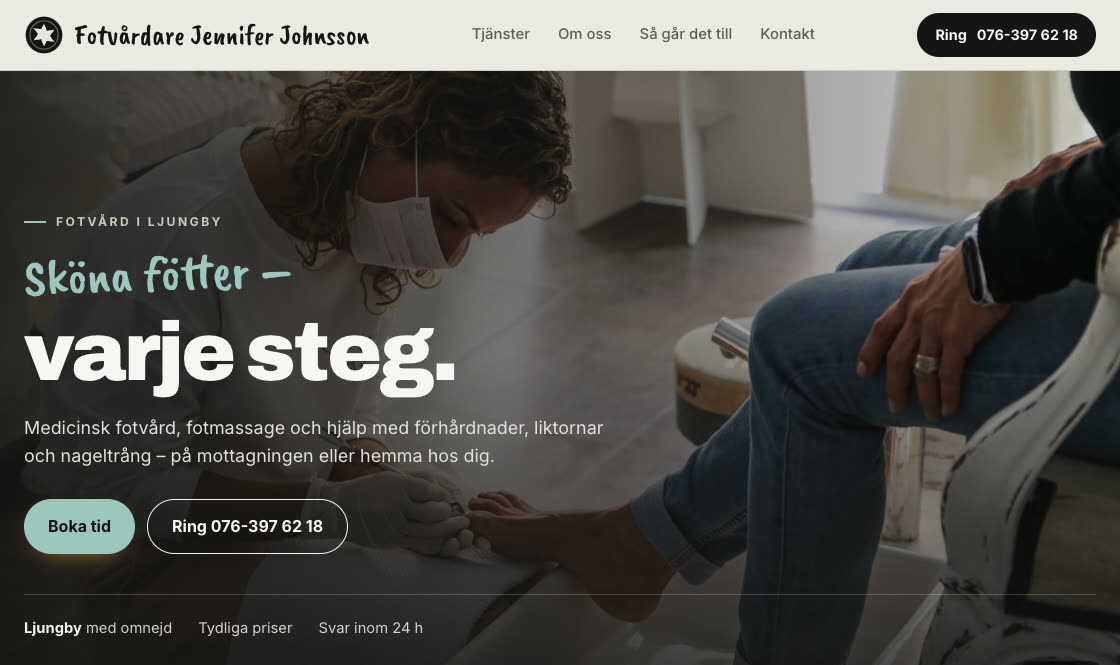 Fotvårdare Jennifer Johnsson
Tjänster Om oss Så går det till Kontakt
Ring 076-397 62 18
FOTVÅRD I LJUNGBY
Sköna fötter –
varje steg.
Medicinsk fotvård, fotmassage och hjälp med förhårdnader, liktornar
och nageltrång – på mottagningen eller hemma hos dig.
Boka tid
Ring 076-397 62 18
Ljungby med omnejd Tydliga priser Svar inom 24 h